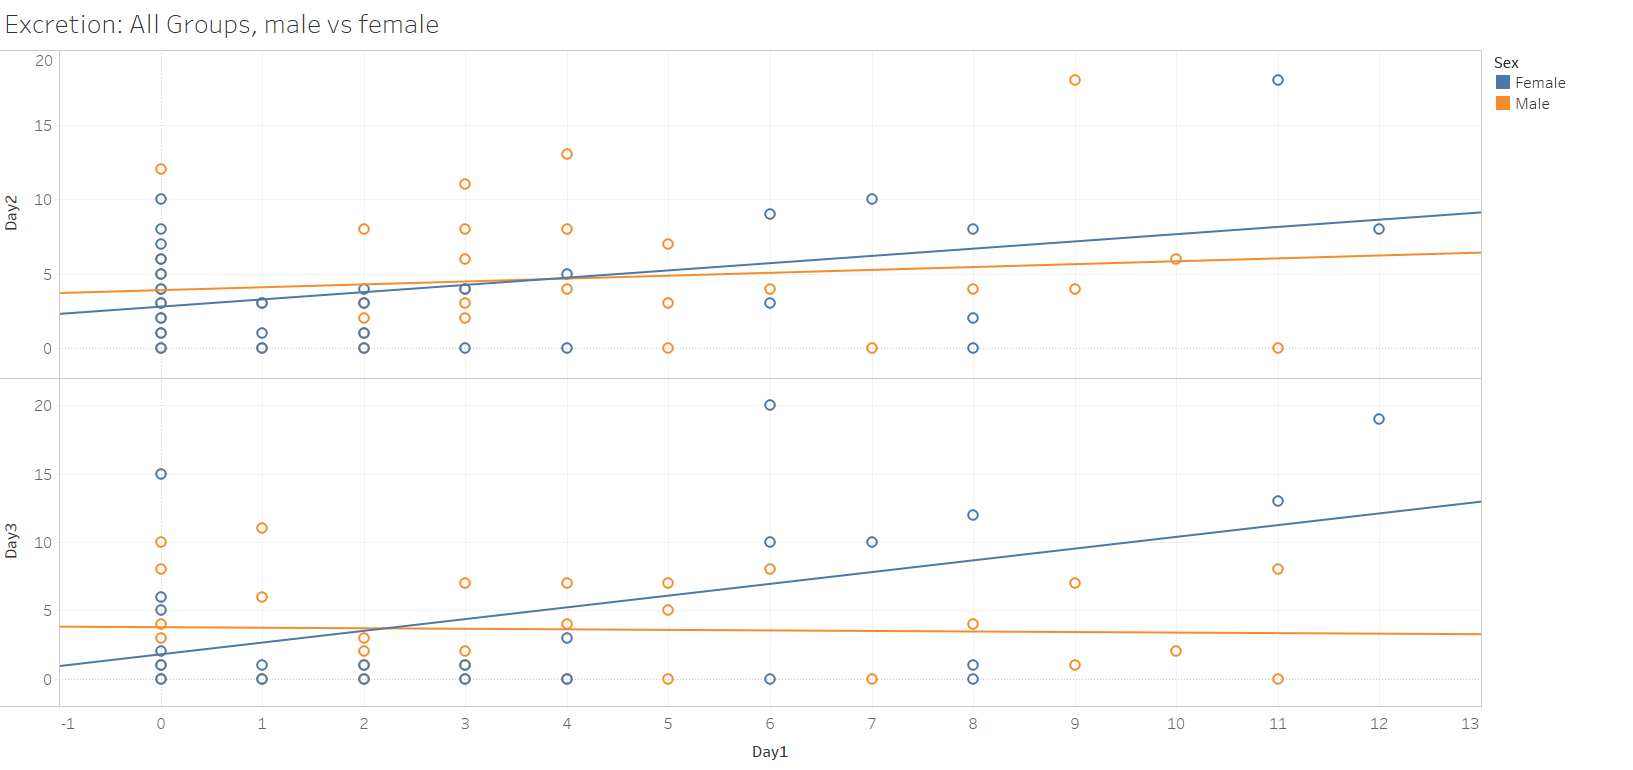 Excretion: All Groups, male vs female
Sex
Female
Male
20
15
10
5
0
Day2
20
15
10
5
0
Day3
-1 0 1 2 3 4 5 6 7 8 9 10 11 12 13
Day1